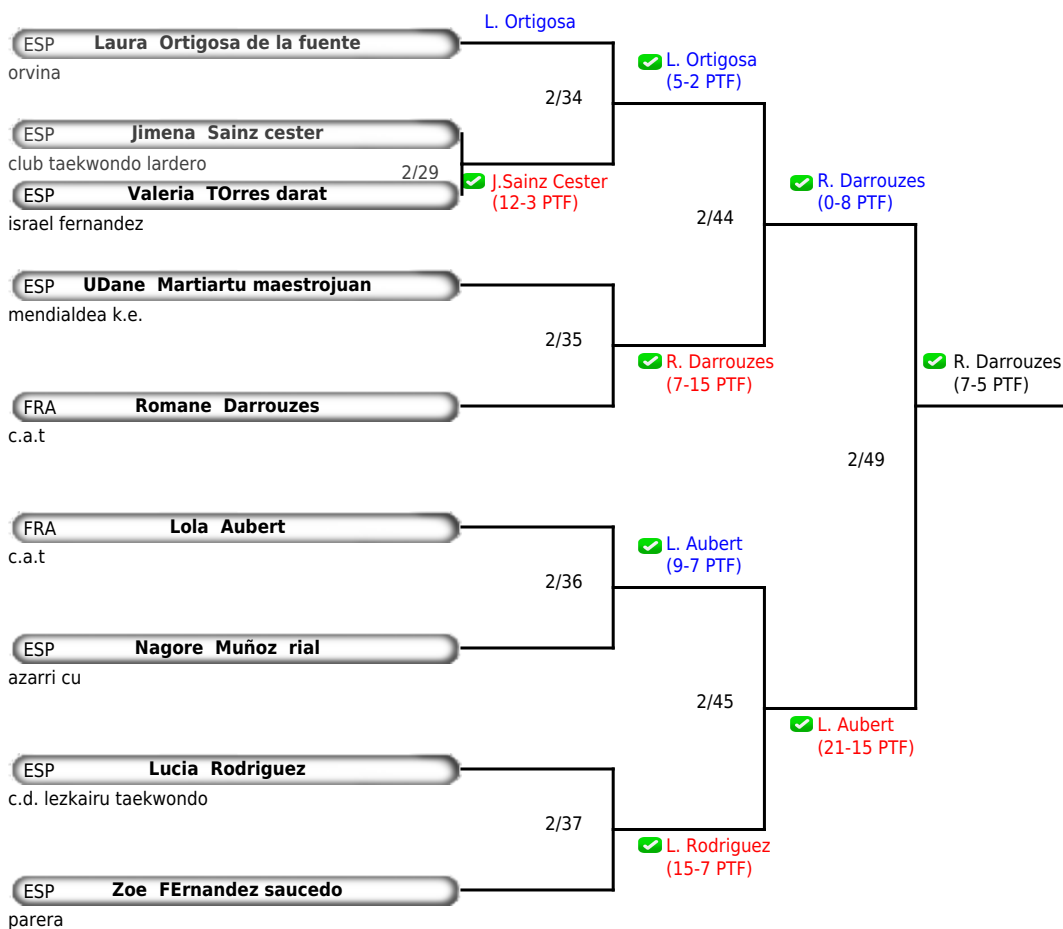 L. Ortigosa
ESP Laura Ortigosa de la fuente
orvina
L. Ortigosa
(5-2 PTF)
2/34
ESP Jimena Sainz cester
club taekwondo lardero
2/29
J.Sainz Cester
(12-3 PTF)
ESP Valeria TOrres darat
israel fernandez
R. Darrouzes
(0-8 PTF)
2/44
ESP UDane Martiartu maestrojuan
mendialdea k.e.
2/35
R. Darrouzes
(7-15 PTF)
R. Darrouzes
(7-5 PTF)
FRA Romane Darrouzes
c.a.t
2/49
FRA Lola Aubert
c.a.t
L. Aubert
(9-7 PTF)
2/36
ESP Nagore Muñoz rial
azarri cu
2/45
L. Aubert
(21-15 PTF)
ESP Lucia Rodriguez
c.d. lezkairu taekwondo
2/37
L. Rodriguez
(15-7 PTF)
ESP Zoe FErnandez saucedo
parera